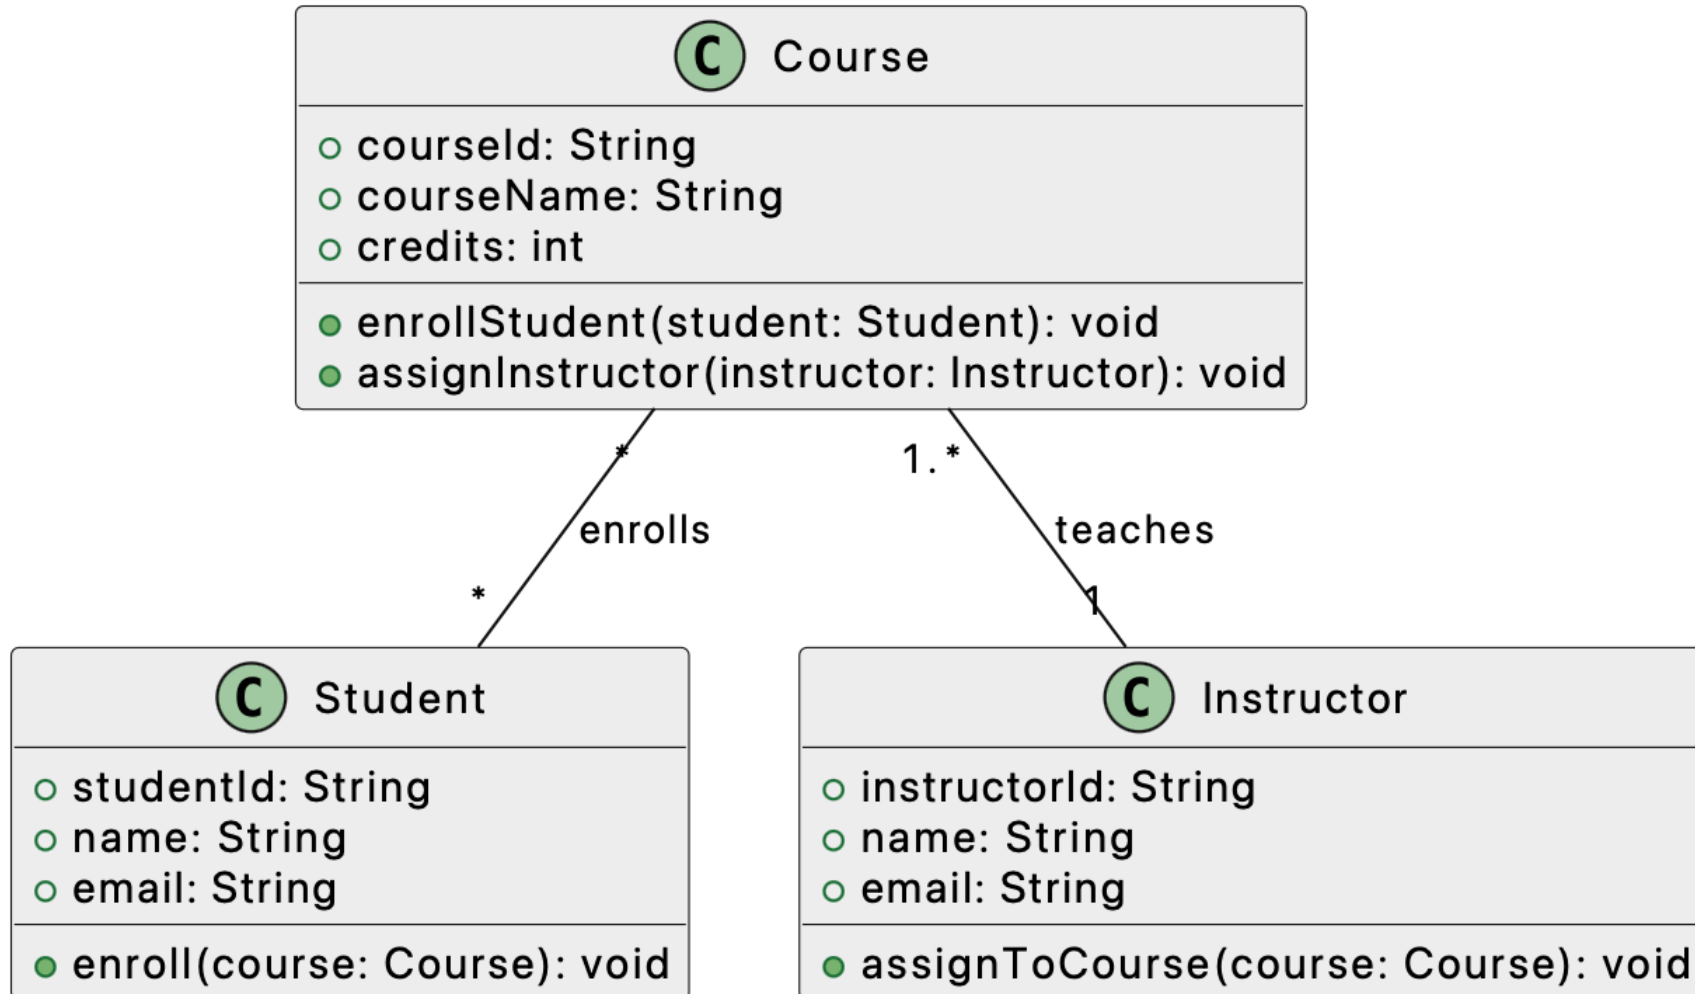 C Course
courseId: String
courseName: String
credits: int
enrollStudent(student: Student): void
assignInstructor(instructor: Instructor): void
*
1.*
enrolls
teaches
*
1
C Student
studentId: String
name: String
email: String
enroll(course: Course): void
C Instructor
instructorId: String
name: String
email: String
assignToCourse(course: Course): void